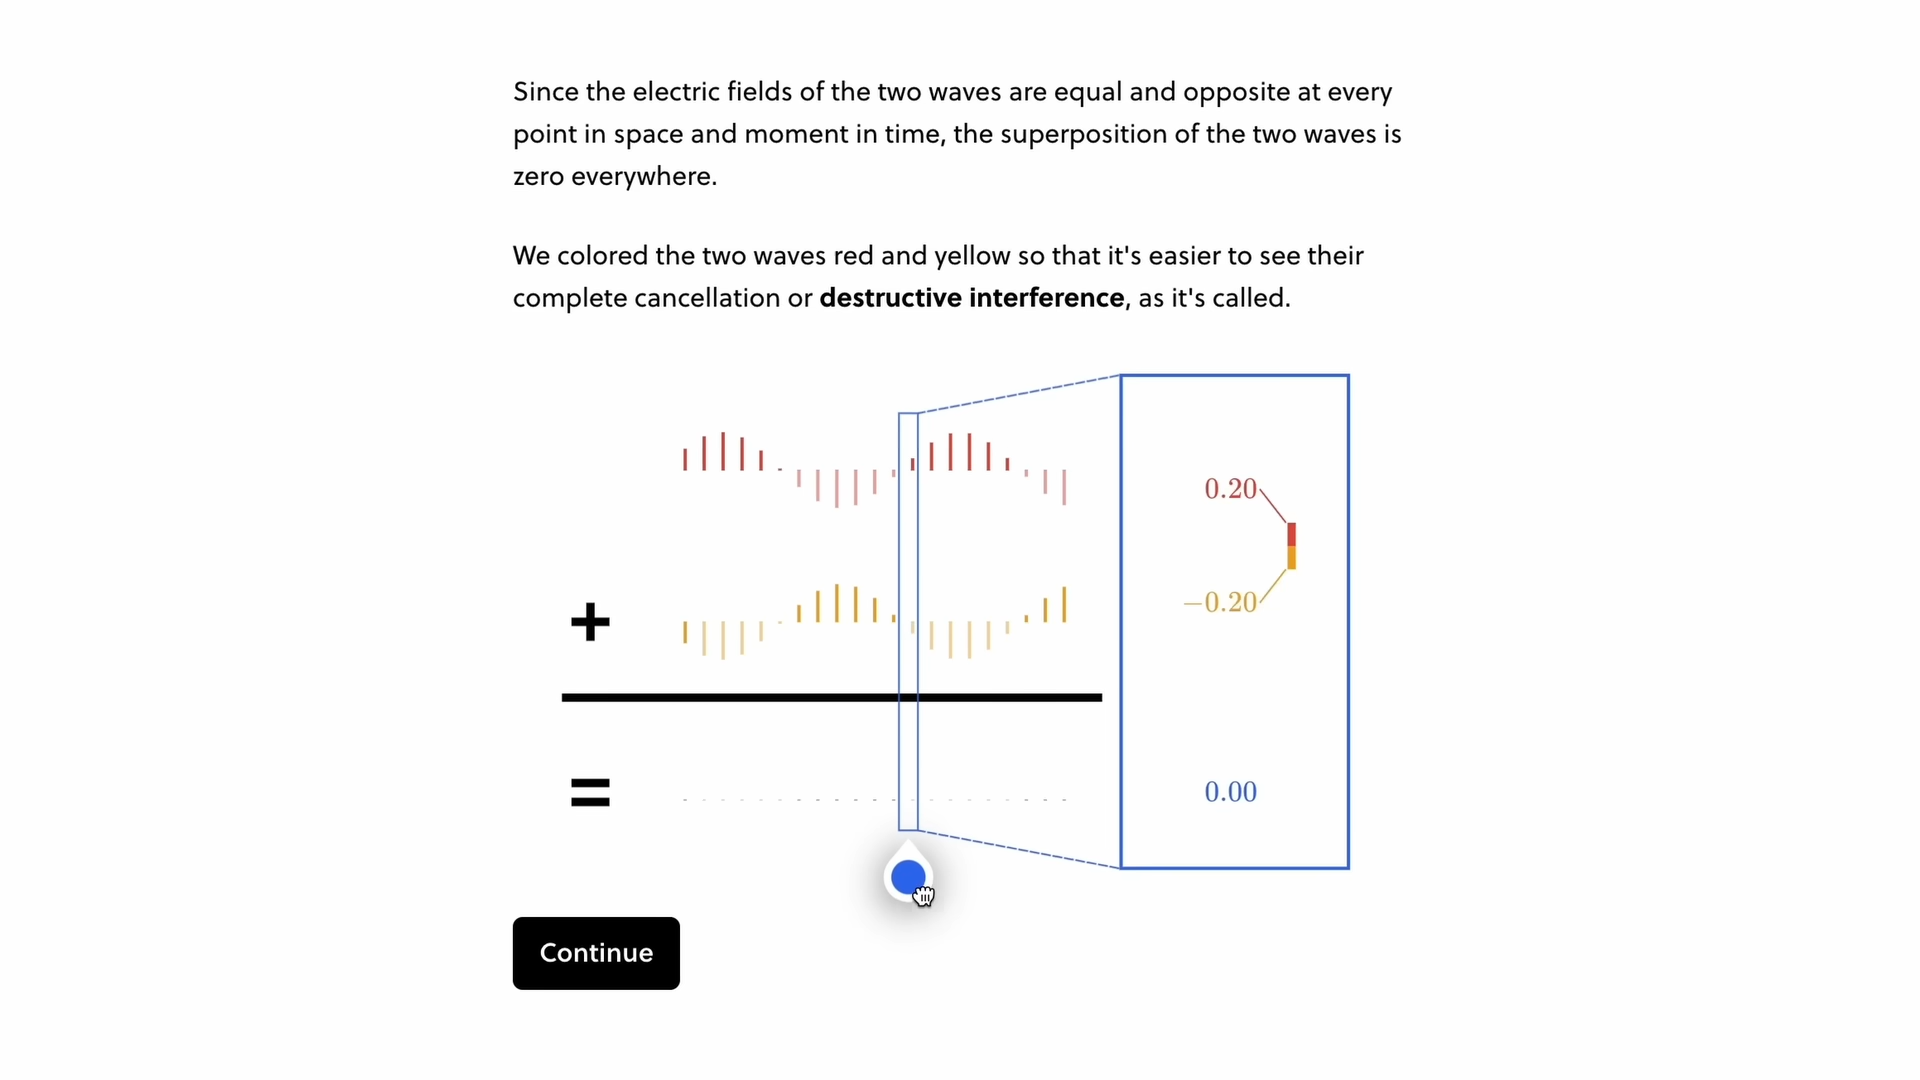 Since the electric fields of the two waves are equal and opposite at every
point in space and moment in time, the superposition of the two waves is
zero everywhere.
We colored the two waves red and yellow so that it's easier to see their
complete cancellation or destructive interference, as it's called.
0.20
+
−0.20
=
0.00
Continue